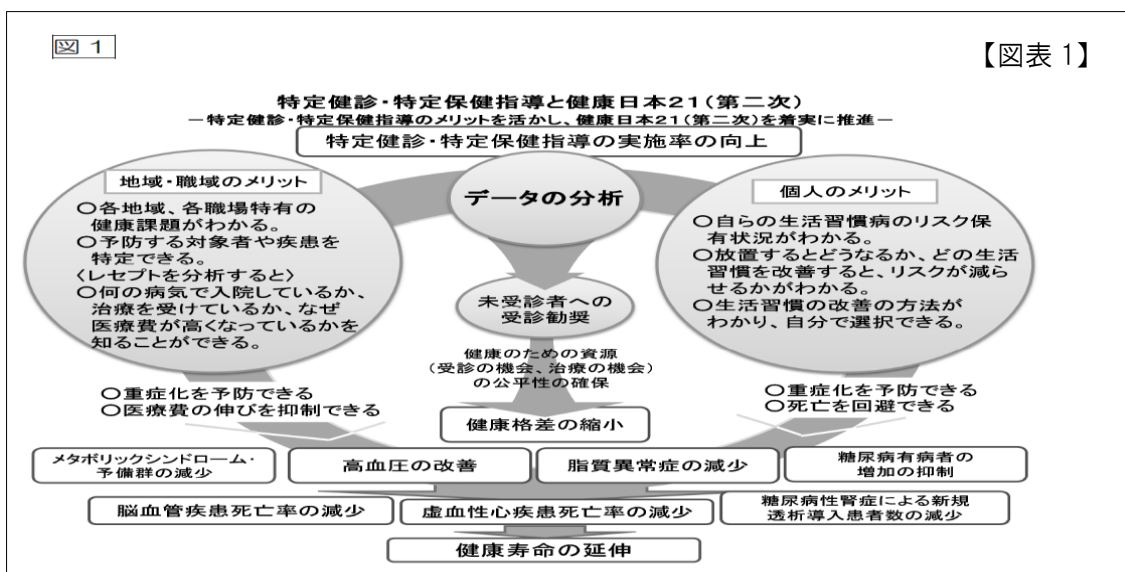 図 1
【図表 1】
特定健診・特定保健指導と健康日本21(第二次)
－特定健診・特定保健指導のメリットを活かし、健康日本21(第二次)を着実に推進－
特定健診・特定保健指導の実施率の向上
地域・職域のメリット
○各地域、各職場特有の
健康課題がわかる。
○予防する対象者や疾患を
特定できる。
〈レセプトを分析すると〉
○何の病気で入院しているか、
治療を受けているか、なぜ
医療費が高くなっているかを
知ることができる。
データの分析
個人のメリット
○自らの生活習慣病のリスク保
有状況がわかる。
○放置するとどうなるか、どの生活
習慣を改善すると、リスクが減ら
せるかがわかる。
○生活習慣の改善の方法が
わかり、自分で選択できる。
未受診者への
受診勧奨
健康のための資源
(受診の機会、治療の機会)
の公平性の確保
○重症化を予防できる
○医療費の伸びを抑制できる
○重症化を予防できる
○死亡を回避できる
健康格差の縮小
メタボリックシンドローム・
予備群の減少
高血圧の改善
脂質異常症の減少
糖尿病有病者の
増加の抑制
脳血管疾患死亡率の減少
虚血性心疾患死亡率の減少
糖尿病性腎症による新規
透析導入患者数の減少
健康寿命の延伸